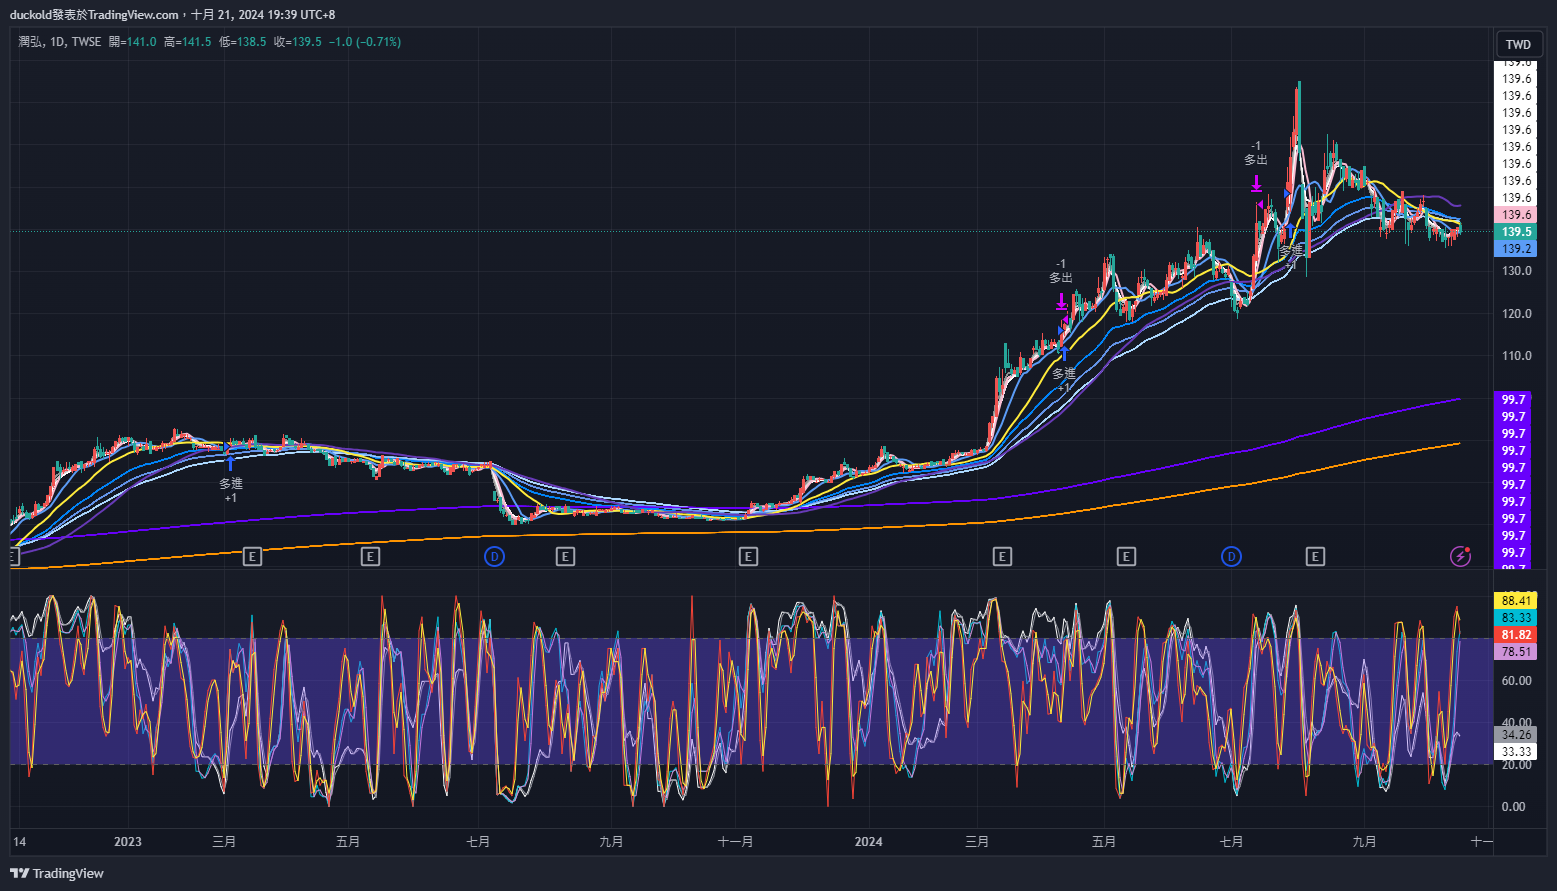 duckold發表於TradingView.com，十月 21, 2024 19:39 UTC+8
潤弘, 1D, TWSE 開=141.0 高=141.5 低=138.5 收=139.5 −1.0 (−0.71%)
TWD
139.6
139.6
139.6
139.6
139.6
139.6
139.6
139.6
139.6
139.6
139.5
139.2
130.0
120.0
110.0
99.7
99.7
99.7
99.7
99.7
99.7
99.7
99.7
99.7
99.7
99.7
-1
多出
多進
+1
-1
多出
多進
+1
多進
+1
E
E
E
D
E
E
E
E
D
E
88.41
83.33
81.82
78.51
60.00
40.00
34.26
33.33
20.00
0.00
14
2023
三月
五月
七月
九月
十一月
2024
三月
五月
七月
九月
十一
TradingView